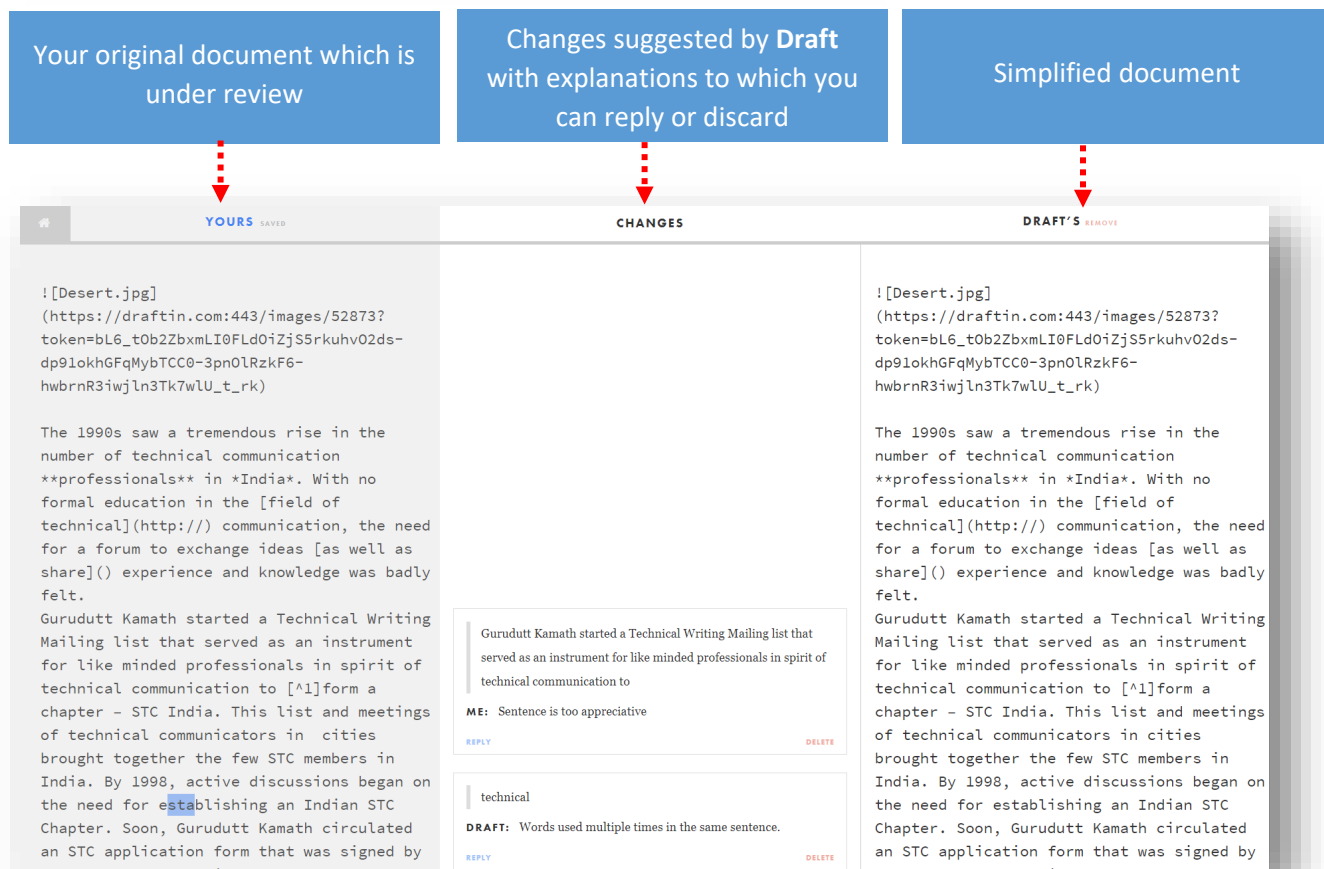 Your original document which is
under review
Changes suggested by Draft
with explanations to which you
can reply or discard
Simplified document
YOURS SAVED
CHANGES
DRAFT'S REMOVE
![Desert.jpg]
(https://draftin.com:443/images/52873?
token=bL6_tOb2ZbxmLI0FLdOiZjS5rkuhvO2ds-
dp91okhGFqMybTCC0-3pnOlRzkF6-
hwbrnR3iwjln3Tk7wlU_t_rk)
The 1990s saw a tremendous rise in the
number of technical communication
**professionals** in *India*. With no
formal education in the [field of
technical](http://) communication, the need
for a forum to exchange ideas [as well as
share]() experience and knowledge was badly
felt.
Gurudutt Kamath started a Technical Writing
Mailing list that served as an instrument
for like minded professionals in spirit of
technical communication to [^1]form a
chapter – STC India. This list and meetings
of technical communicators in  cities
brought together the few STC members in
India. By 1998, active discussions began on
the need for establishing an Indian STC
Chapter. Soon, Gurudutt Kamath circulated
an STC application form that was signed by
Gurudutt Kamath started a Technical Writing Mailing list that
served as an instrument for like minded professionals in spirit of
technical communication to
ME: Sentence is too appreciative
REPLY DELETE
technical
DRAFT: Words used multiple times in the same sentence.
REPLY DELETE
![Desert.jpg]
(https://draftin.com:443/images/52873?
token=bL6_tOb2ZbxmLI0FLdOiZjS5rkuhvO2ds-
dp91okhGFqMybTCC0-3pnOlRzkF6-
hwbrnR3iwjln3Tk7wlU_t_rk)
The 1990s saw a tremendous rise in the
number of technical communication
**professionals** in *India*. With no
formal education in the [field of
technical](http://) communication, the need
for a forum to exchange ideas [as well as
share]() experience and knowledge was badly
felt.
Gurudutt Kamath started a Technical Writing
Mailing list that served as an instrument
for like minded professionals in spirit of
technical communication to [^1]form a
chapter – STC India. This list and meetings
of technical communicators in  cities
brought together the few STC members in
India. By 1998, active discussions began on
the need for establishing an Indian STC
Chapter. Soon, Gurudutt Kamath circulated
an STC application form that was signed by